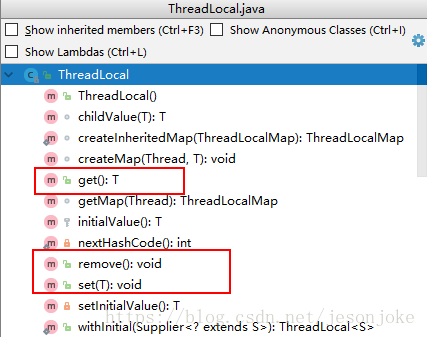 ThreadLocal.java
Show inherited members (Ctrl+F3) Show Anonymous Classes (Ctrl+I)
Show Lambdas (Ctrl+L)
ThreadLocal
ThreadLocal()
childValue(T): T
createInheritedMap(ThreadLocalMap): ThreadLocalMap
createMap(Thread, T): void
get(): T
getMap(Thread): ThreadLocalMap
initialValue(): T
nextHashCode(): int
remove(): void
set(T): void
setInitialValue(): T
https://blog.csdn.net/jesonjoke
withInitial(Supplier<? extends S>): ThreadLocal<S>